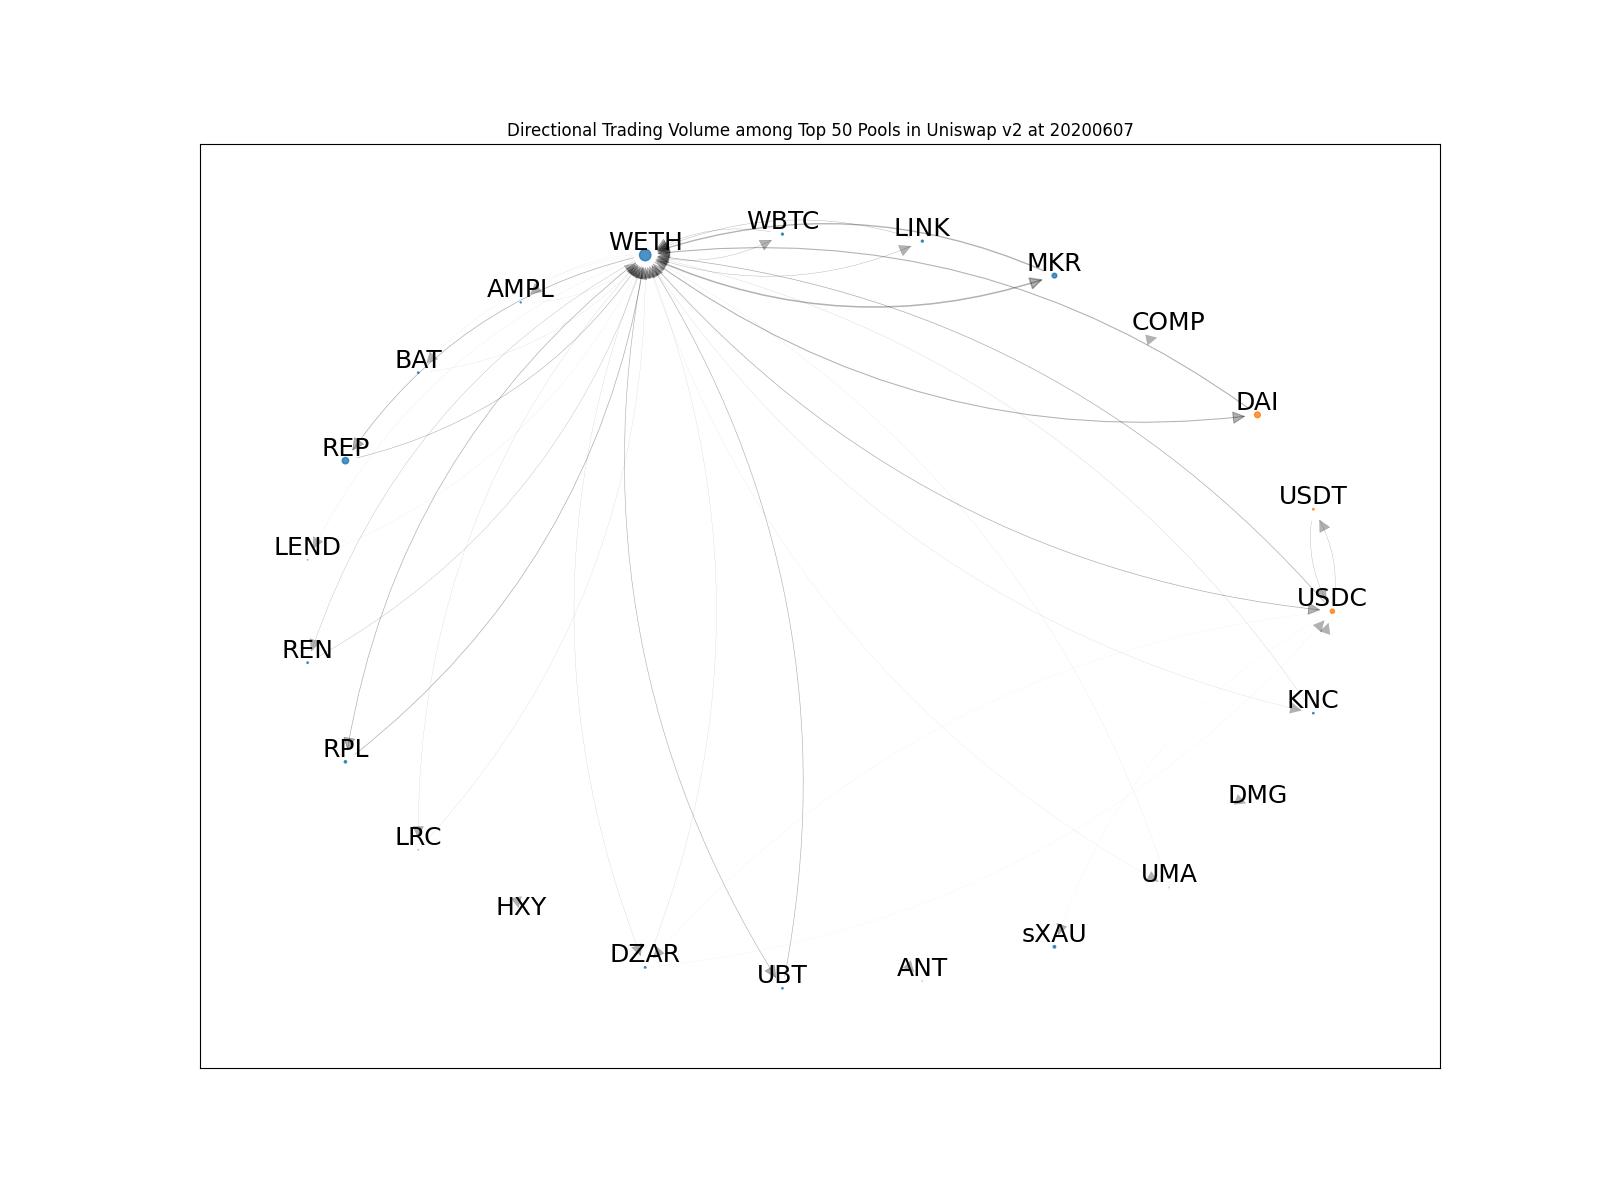 Directional Trading Volume among Top 50 Pools in Uniswap v2 at 20200607
WBTC
LINK
WETH
MKR
AMPL
COMP
BAT
DAI
REP
USDT
LEND
USDC
REN
KNC
RPL
DMG
LRC
UMA
HXY
sXAU
DZAR
ANT
UBT